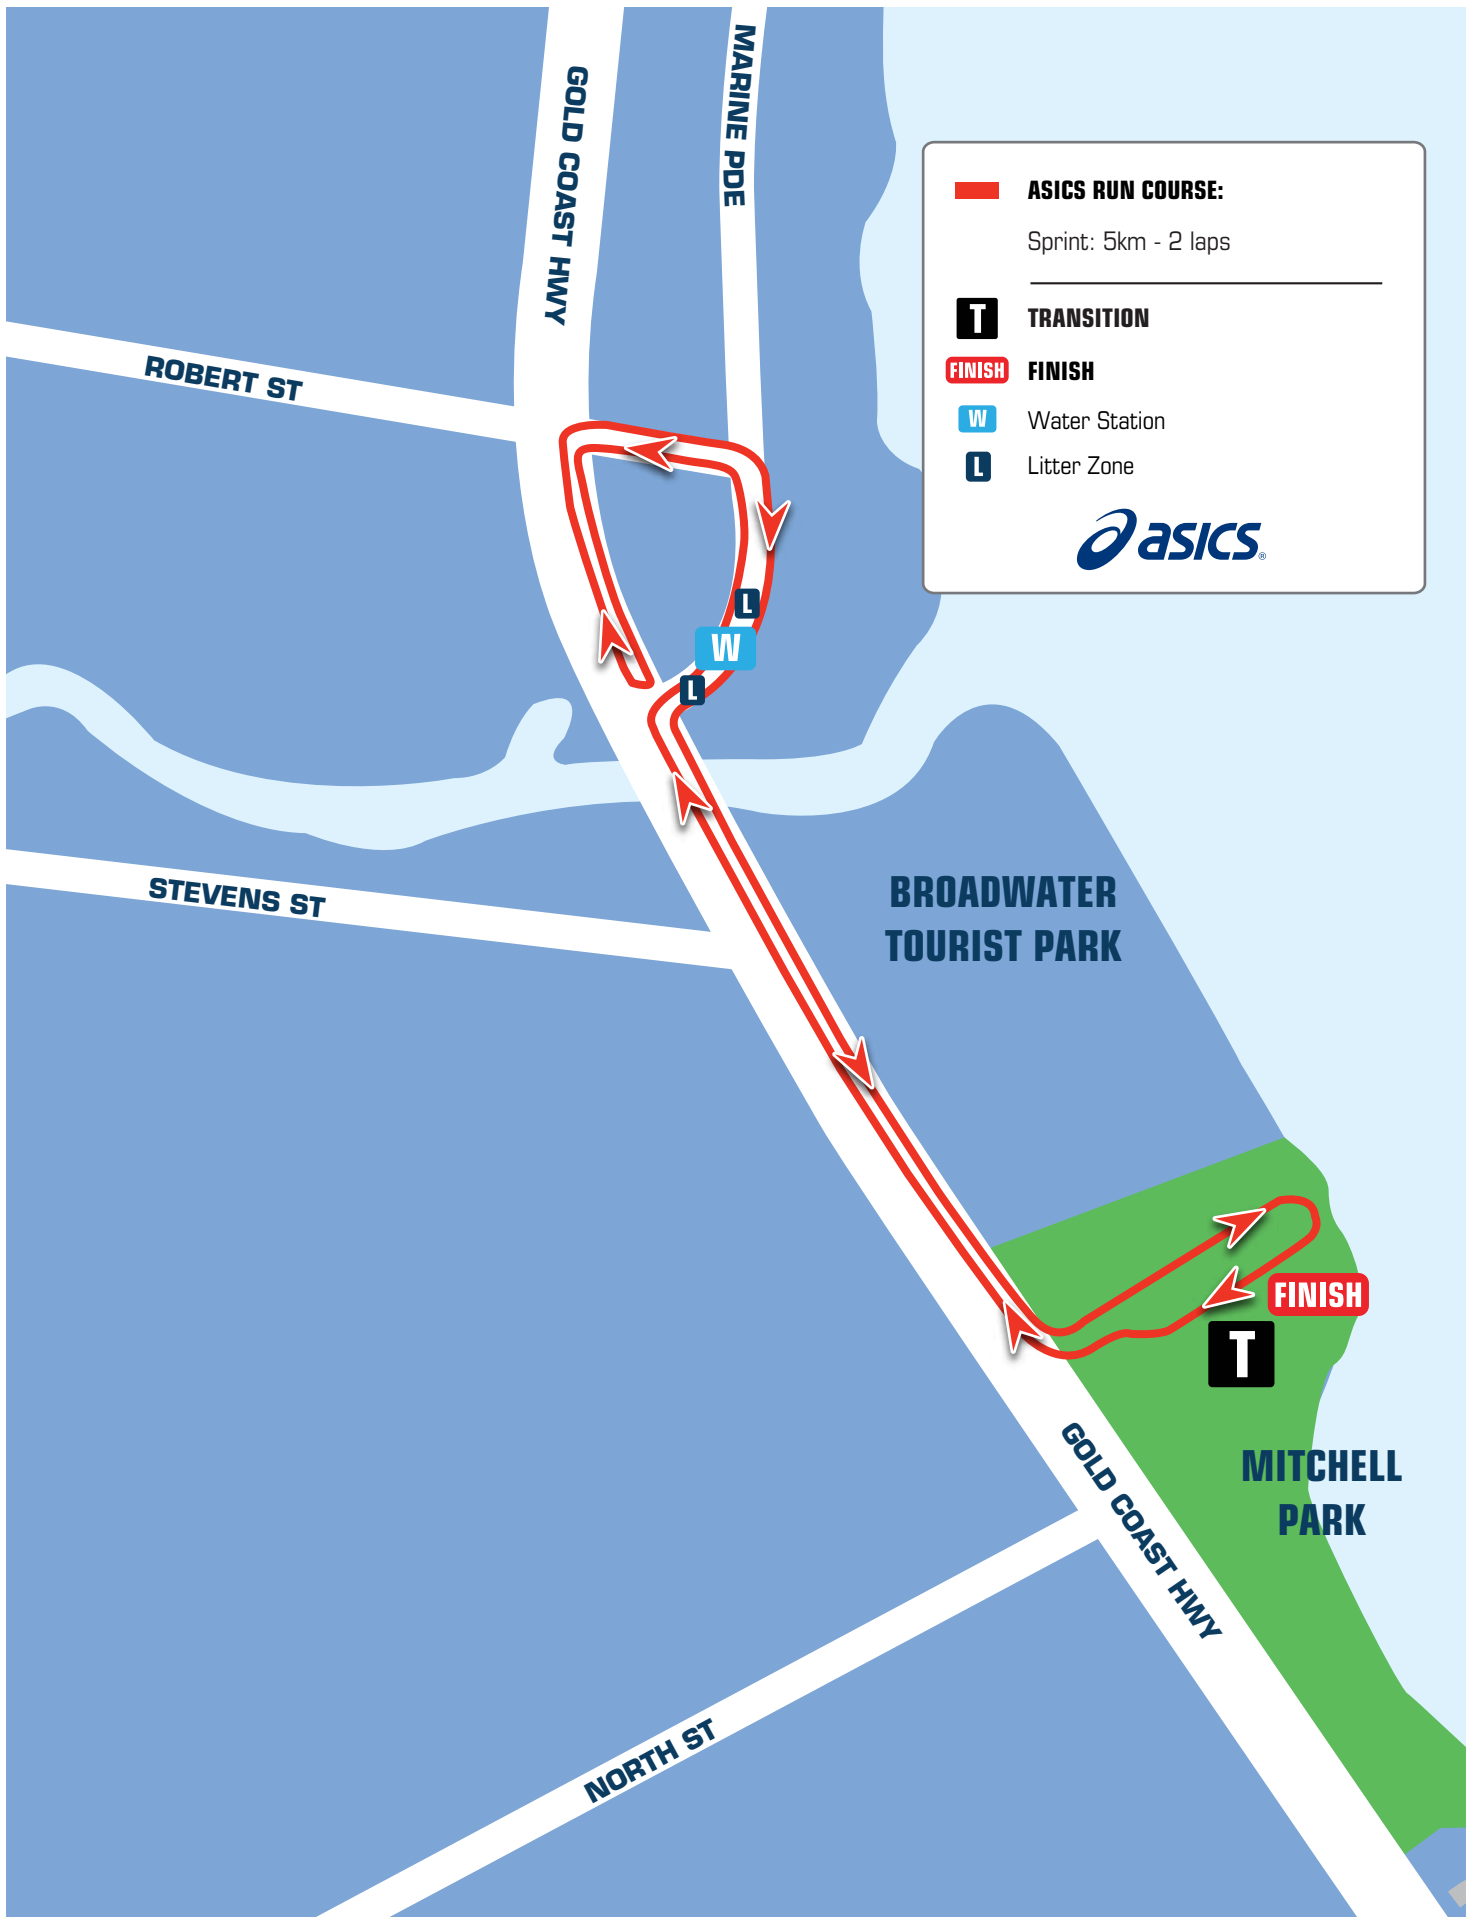 GOLD COAST HWY
MARINE PDE
ASICS RUN COURSE:
Sprint: 5km - 2 laps
T TRANSITION
FINISH FINISH
W Water Station
L Litter Zone
asics®
ROBERT ST
L
W
L
STEVENS ST
BROADWATER
TOURIST PARK
FINISH
T
GOLD COAST HWY
MITCHELL
PARK
NORTH ST